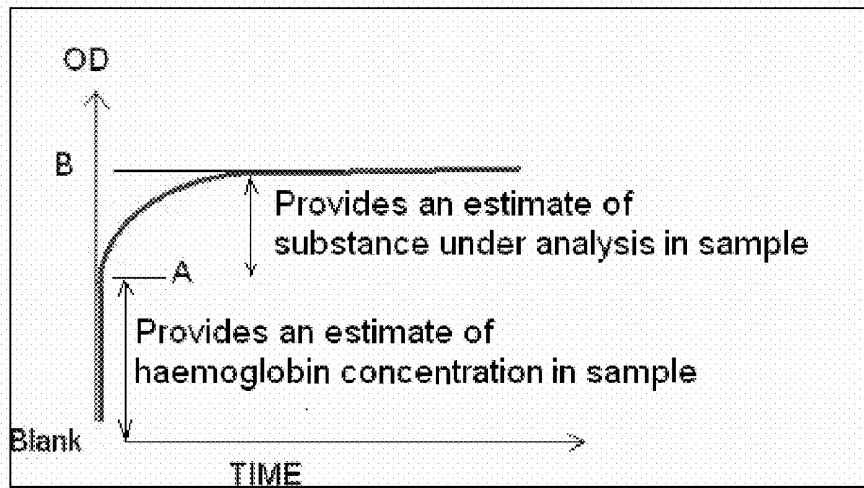 OD
B
Provides an estimate of
substance under analysis in sample
A
Provides an estimate of
haemoglobin concentration in sample
Blank
TIME